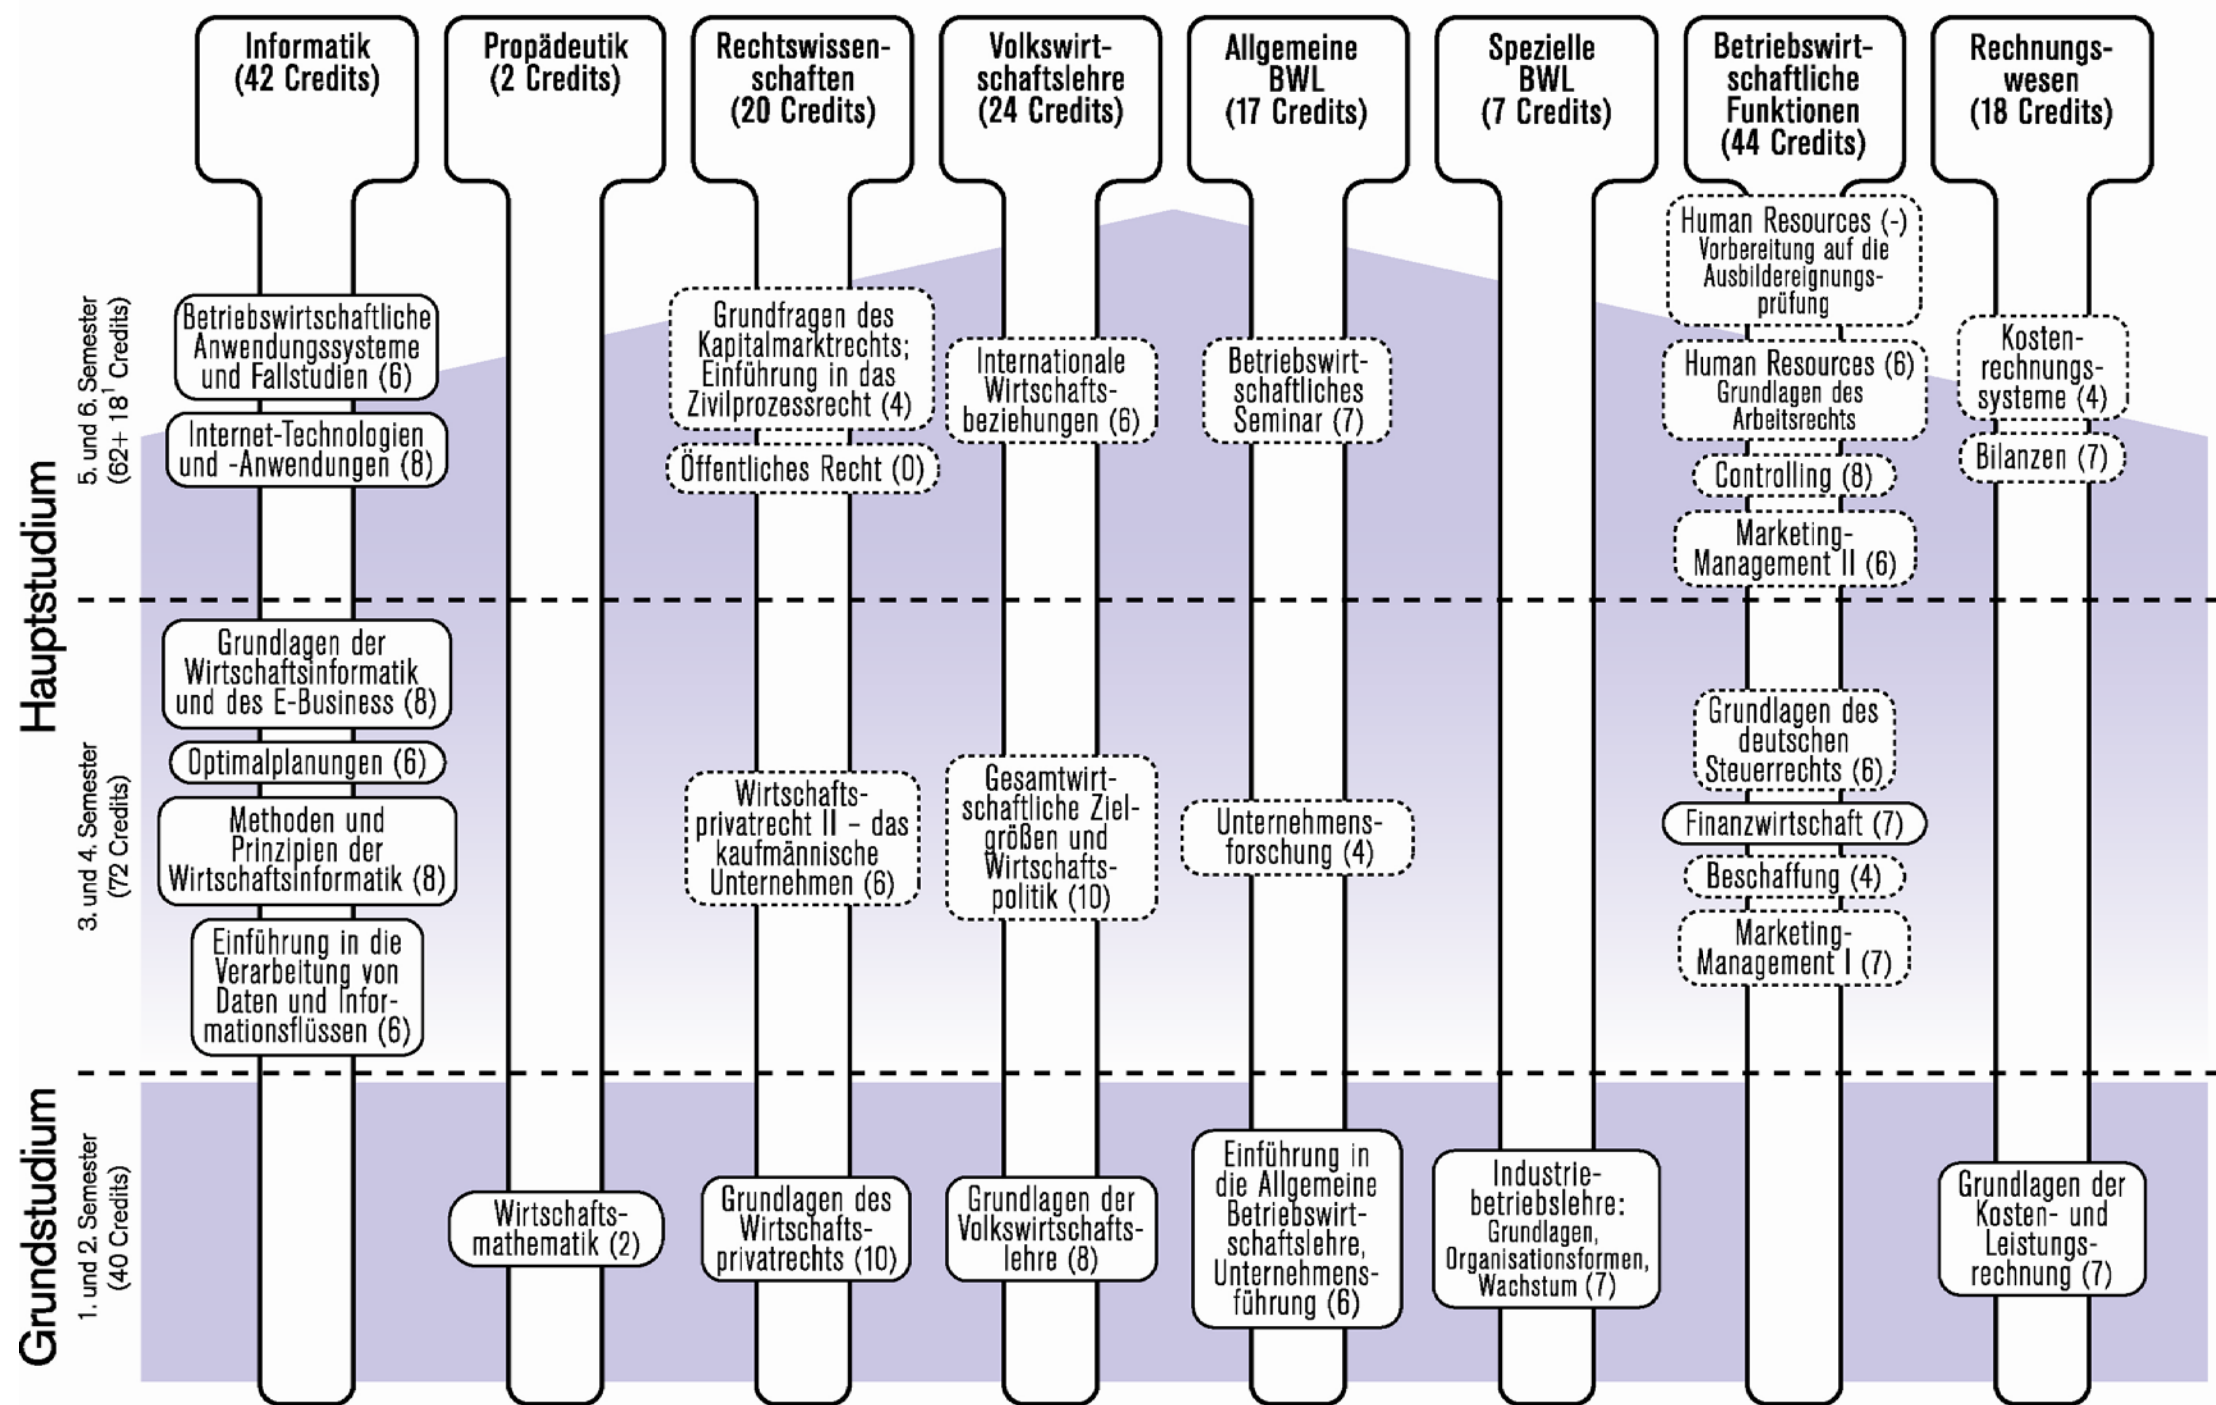 Informatik
(42 Credits)
Propädeutik
(2 Credits)
Rechtswissen-
schaften
(20 Credits)
Volkswirt-
schaftslehre
(24 Credits)
Allgemeine
BWL
(17 Credits)
Spezielle
BWL
(7 Credits)
Betriebswirt-
schaftliche
Funktionen
(44 Credits)
Rechnungs-
wesen
(18 Credits)
Hauptstudium
5. und 6. Semester
(62+ 18¹ Credits)
Betriebswirtschaftliche
Anwendungssysteme
und Fallstudien (6)
Internet-Technologien
und -Anwendungen (8)
Grundfragen des
Kapitalmarktrechts;
Einführung in das
Zivilprozessrecht (4)
Öffentliches Recht (0)
Internationale
Wirtschafts-
beziehungen (6)
Betriebswirt-
schaftliches
Seminar (7)
Human Resources (-)
Vorbereitung auf die
Ausbildereignungs-
prüfung
Human Resources (6)
Grundlagen des
Arbeitsrechts
Controlling (8)
Marketing-
Management II (6)
Kosten-
rechnungs-
systeme (4)
Bilanzen (7)
3. und 4. Semester
(72 Credits)
Grundlagen der
Wirtschaftsinformatik
und des E-Business (8)
Optimalplanungen (6)
Methoden und
Prinzipien der
Wirtschaftsinformatik (8)
Einführung in die
Verarbeitung von
Daten und Infor-
mationsflüssen (6)
Wirtschafts-
privatrecht II – das
kaufmännische
Unternehmen (6)
Gesamtwirt-
schaftliche Ziel-
größen und
Wirtschafts-
politik (10)
Unternehmens-
forschung (4)
Grundlagen des
deutschen
Steuerrechts (6)
Finanzwirtschaft (7)
Beschaffung (4)
Marketing-
Management I (7)
Grundstudium
1. und 2. Semester
(40 Credits)
Wirtschafts-
mathematik (2)
Grundlagen des
Wirtschafts-
privatrechts (10)
Grundlagen der
Volkswirtschafts-
lehre (8)
Einführung in
die Allgemeine
Betriebswirt-
schaftslehre,
Unternehmens-
führung (6)
Industrie-
betriebslehre:
Grundlagen,
Organisationsformen,
Wachstum (7)
Grundlagen der
Kosten- und
Leistungs-
rechnung (7)